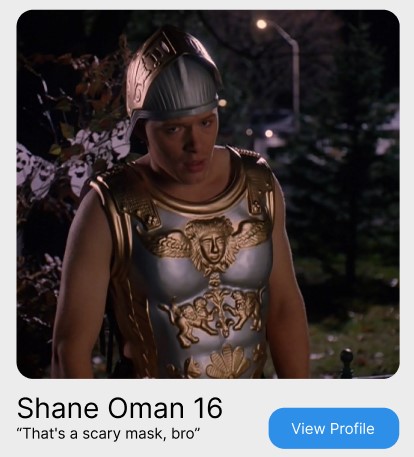 Shane Oman 16
“That's a scary mask, bro”
View Profile